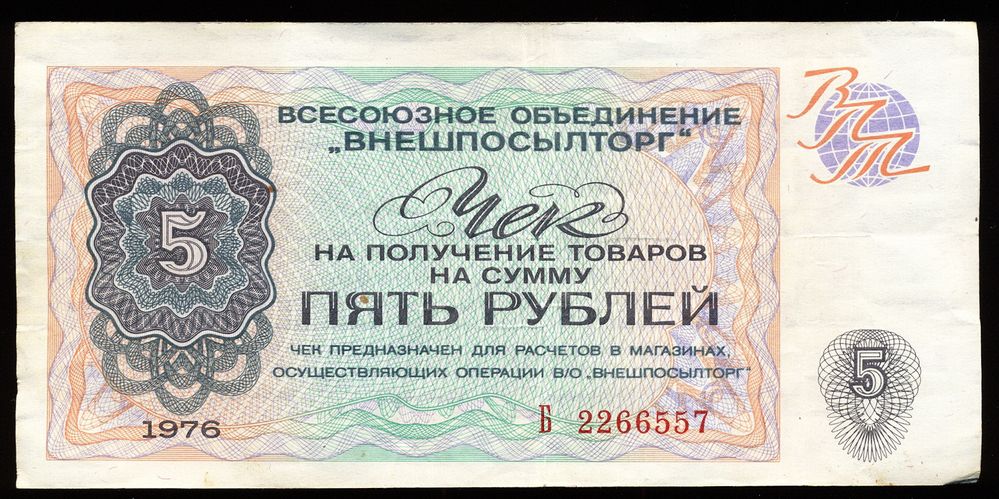 ВСЕСОЮЗНОЕ ОБЪЕДИНЕНИЕ
„ВНЕШПОСЫЛТОРГ“
ВПТ
Чек
НА ПОЛУЧЕНИЕ ТОВАРОВ
НА СУММУ
ПЯТЬ РУБЛЕЙ
5
ЧЕК ПРЕДНАЗНАЧЕН ДЛЯ РАСЧЕТОВ В МАГАЗИНАХ,
ОСУЩЕСТВЛЯЮЩИХ ОПЕРАЦИИ В/О „ВНЕШПОСЫЛТОРГ“
5
1976
Б 2266557